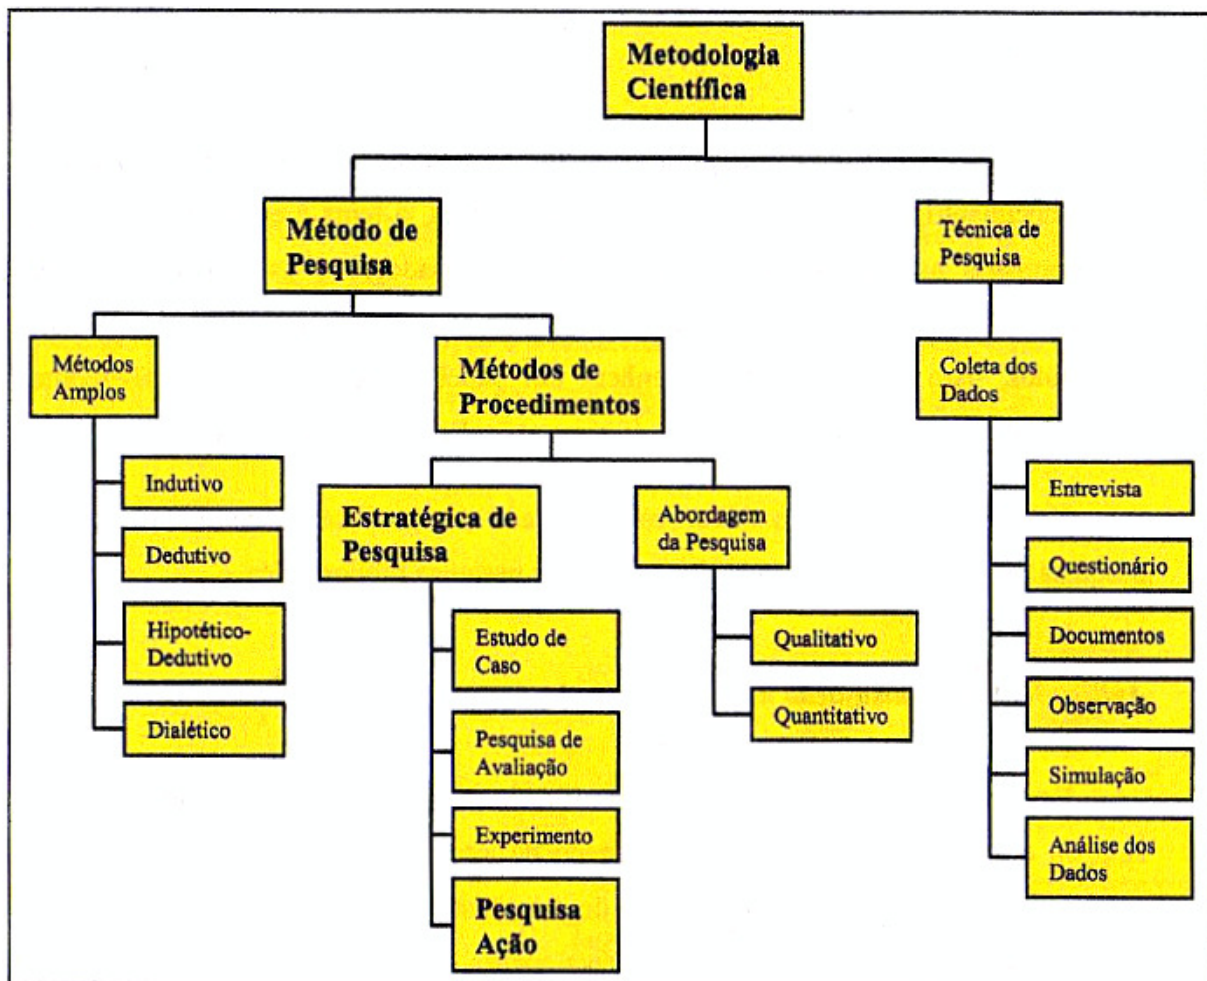 Metodologia
Científica
Método de
Pesquisa
Técnica de
Pesquisa
Métodos
Amplos
Métodos de
Procedimentos
Coleta dos
Dados
Indutivo
Dedutivo
Hipotético-
Dedutivo
Dialético
Estratégica de
Pesquisa
Abordagem
da Pesquisa
Estudo de
Caso
Pesquisa de
Avaliação
Experimento
Pesquisa
Ação
Qualitativo
Quantitativo
Entrevista
Questionário
Documentos
Observação
Simulação
Análise dos
Dados